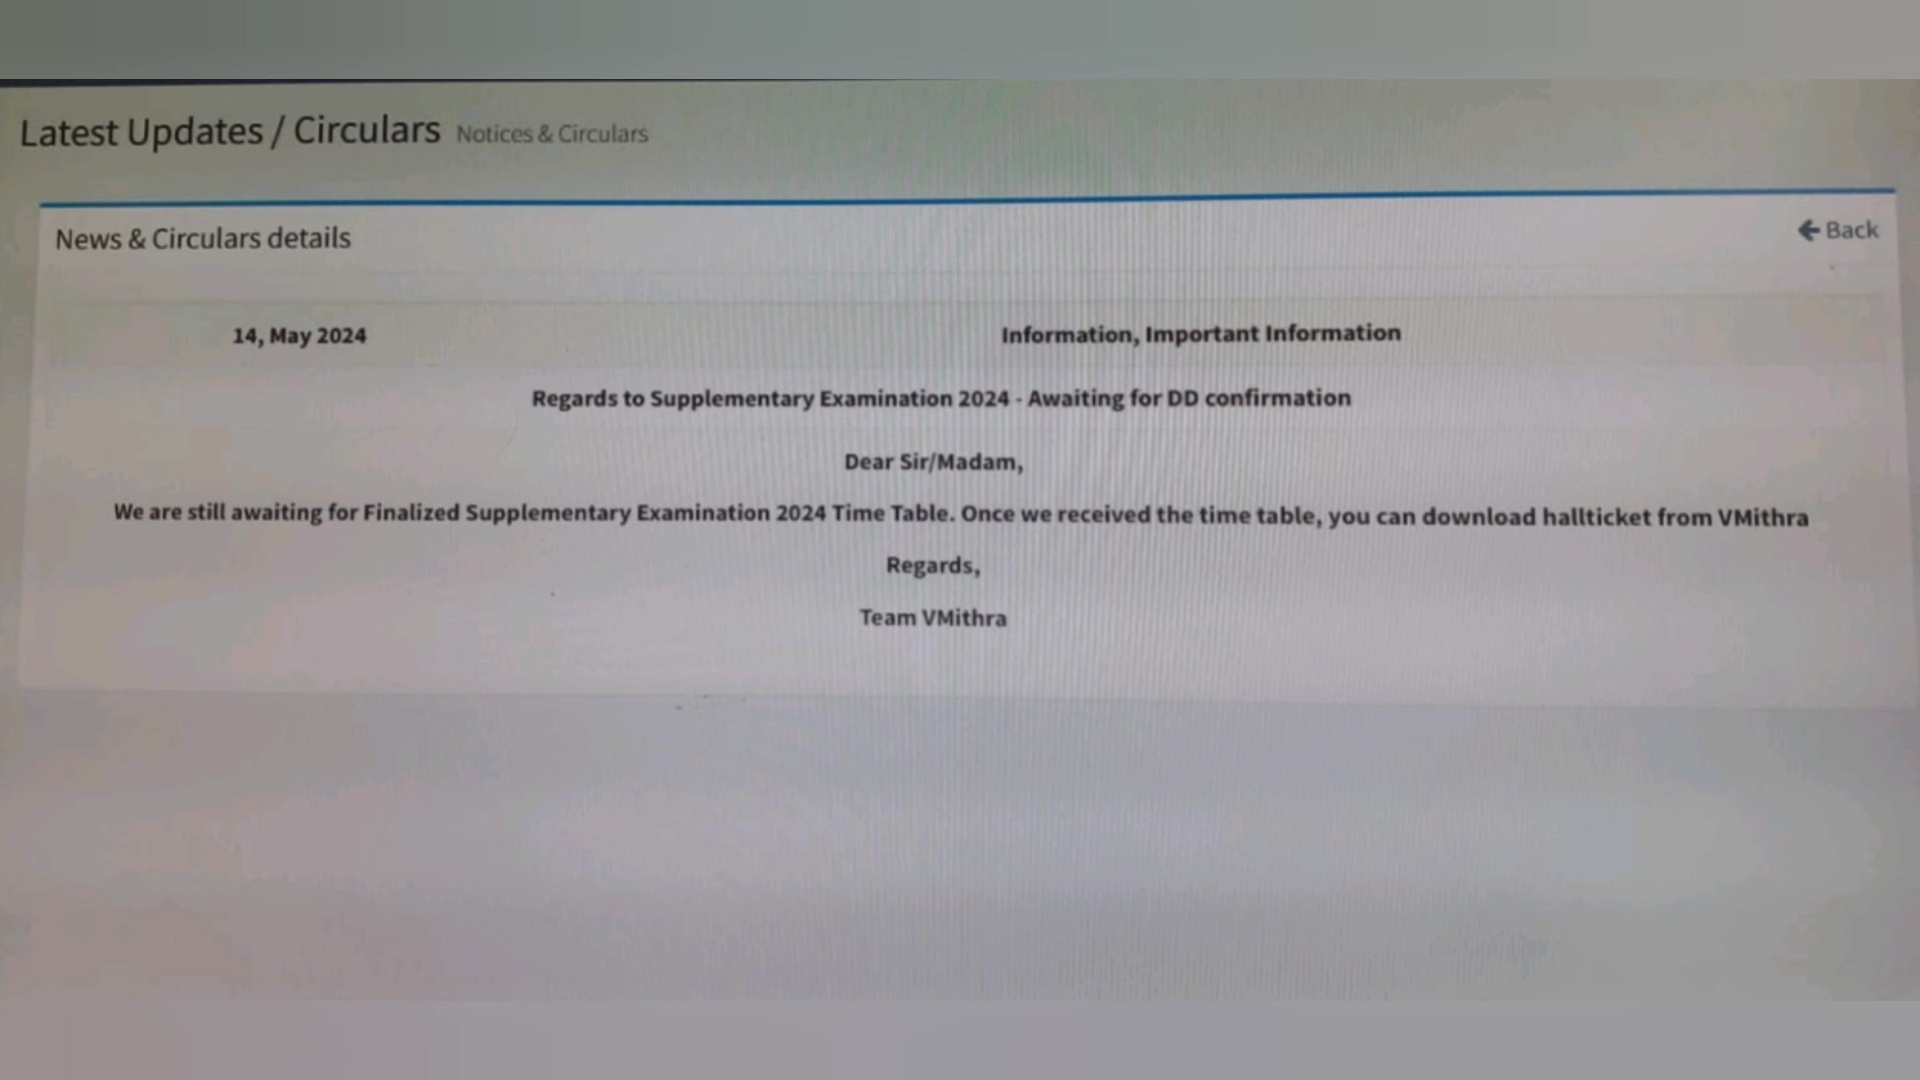 Latest Updates / Circulars Notices & Circulars
News & Circulars details
Back
14, May 2024 Information, Important Information
Regards to Supplementary Examination 2024 - Awaiting for DD confirmation
Dear Sir/Madam,
We are still awaiting for Finalized Supplementary Examination 2024 Time Table. Once we received the time table, you can download hallticket from VMithra
Regards,
Team VMithra